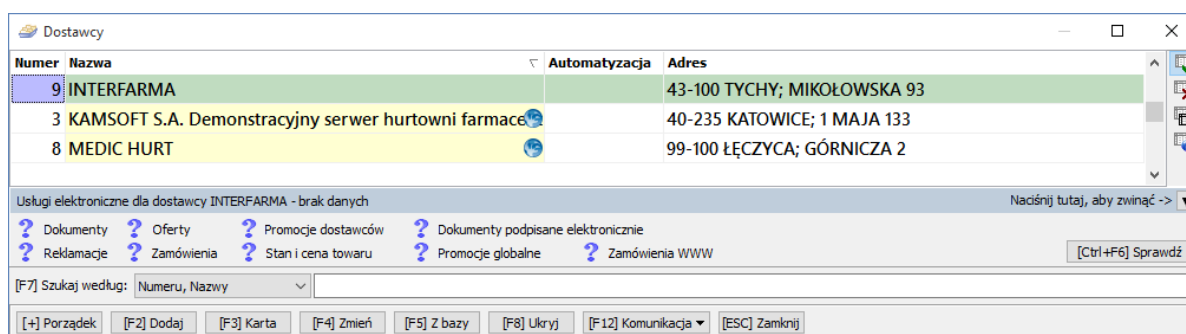 Dostawcy
Numer Nazwa Automatyzacja Adres
9 INTERFARMA 43-100 TYCHY; MIKOŁOWSKA 93
3 KAMSOFT S.A. Demonstracyjny serwer hurtowni farmace 40-235 KATOWICE; 1 MAJA 133
8 MEDIC HURT 99-100 ŁĘCZYCA; GÓRNICZA 2
Usługi elektroniczne dla dostawcy INTERFARMA - brak danych Naciśnij tutaj, aby zwinąć ->
? Dokumenty ? Oferty ? Promocje dostawców ? Dokumenty podpisane elektronicznie
? Reklamacje ? Zamówienia ? Stan i cena towaru ? Promocje globalne ? Zamówienia WWW [Ctrl+F6] Sprawdź
[F7] Szukaj według: Numeru, Nazwy
[+] Porządek [F2] Dodaj [F3] Karta [F4] Zmień [F5] Z bazy [F8] Ukryj [F12] Komunikacja [ESC] Zamknij